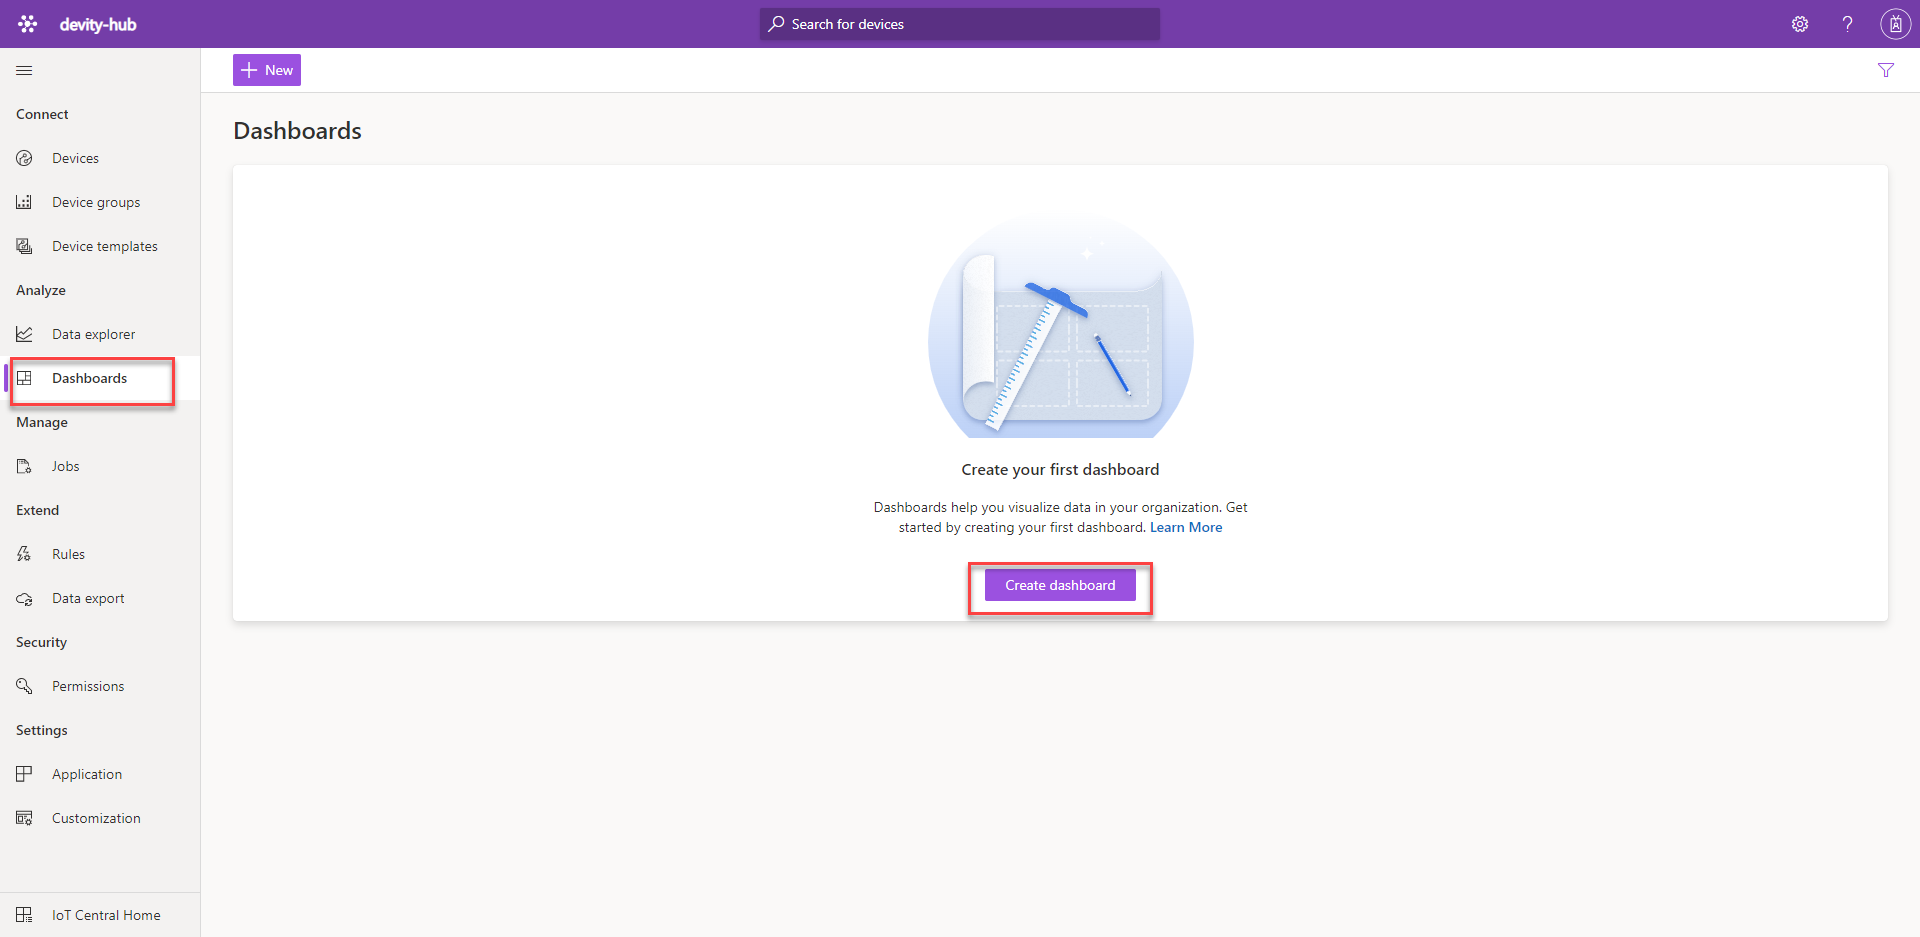 devity-hub
Search for devices
?
New
Connect
Devices
Device groups
Device templates
Analyze
Data explorer
Dashboards
Manage
Jobs
Extend
Rules
Data export
Security
Permissions
Settings
Application
Customization
IoT Central Home
Dashboards
Create your first dashboard
Dashboards help you visualize data in your organization. Get
started by creating your first dashboard. Learn More
Create dashboard